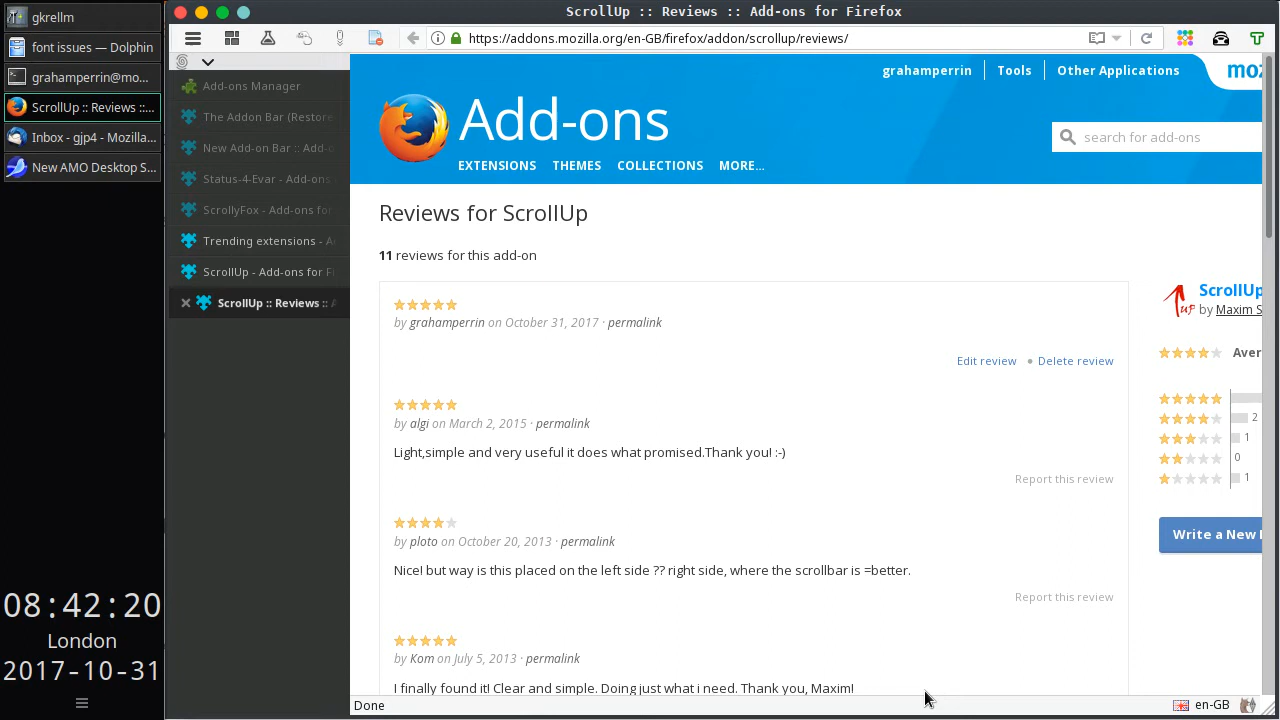 gkrellm
font issues — Dolphin
grahamperrin@mo...
ScrollUp :: Reviews ::...
Inbox - gjp4 - Mozilla...
New AMO Desktop S...
08:42:20
London
2017-10-31
ScrollUp :: Reviews :: Add-ons for Firefox
https://addons.mozilla.org/en-GB/firefox/addon/scrollup/reviews/
Add-ons Manager
The Addon Bar (Restore
New Add-on Bar :: Add-
Status-4-Evar - Add-ons
ScrollyFox - Add-ons for
Trending extensions - A
ScrollUp - Add-ons for Fi
ScrollUp :: Reviews :: A
grahamperrin
Tools
Other Applications
moz
Add-ons
search for add-ons
EXTENSIONS THEMES COLLECTIONS MORE...
Reviews for ScrollUp
11 reviews for this add-on
by grahamperrin on October 31, 2017 · permalink
Edit review • Delete review
by algi on March 2, 2015 · permalink
Light,simple and very useful it does what promised.Thank you! :-)
Report this review
by ploto on October 20, 2013 · permalink
Nice! but way is this placed on the left side ?? right side, where the scrollbar is =better.
Report this review
by Kom on July 5, 2013 · permalink
I finally found it! Clear and simple. Doing just what i need. Thank you, Maxim!
ScrollUp
by Maxim S
UP
Aver
2
1
0
1
Write a New
Done
en-GB